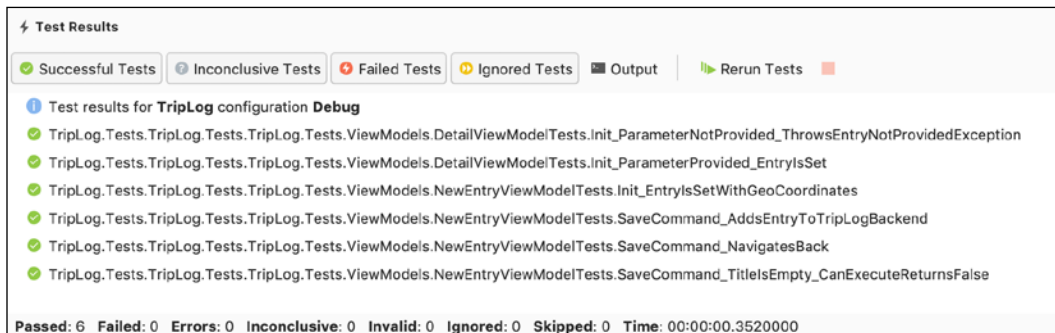 Test Results
Successful Tests Inconclusive Tests Failed Tests Ignored Tests Output Rerun Tests
Test results for TripLog configuration Debug
TripLog.Tests.TripLog.Tests.TripLog.Tests.ViewModels.DetailViewModelTests.Init_ParameterNotProvided_ThrowsEntryNotProvidedException
TripLog.Tests.TripLog.Tests.TripLog.Tests.ViewModels.DetailViewModelTests.Init_ParameterProvided_EntryIsSet
TripLog.Tests.TripLog.Tests.TripLog.Tests.ViewModels.NewEntryViewModelTests.Init_EntryIsSetWithGeoCoordinates
TripLog.Tests.TripLog.Tests.TripLog.Tests.ViewModels.NewEntryViewModelTests.SaveCommand_AddsEntryToTripLogBackend
TripLog.Tests.TripLog.Tests.TripLog.Tests.ViewModels.NewEntryViewModelTests.SaveCommand_NavigatesBack
TripLog.Tests.TripLog.Tests.TripLog.Tests.ViewModels.NewEntryViewModelTests.SaveCommand_TitleIsEmpty_CanExecuteReturnsFalse
Passed: 6 Failed: 0 Errors: 0 Inconclusive: 0 Invalid: 0 Ignored: 0 Skipped: 0 Time: 00:00:00.3520000